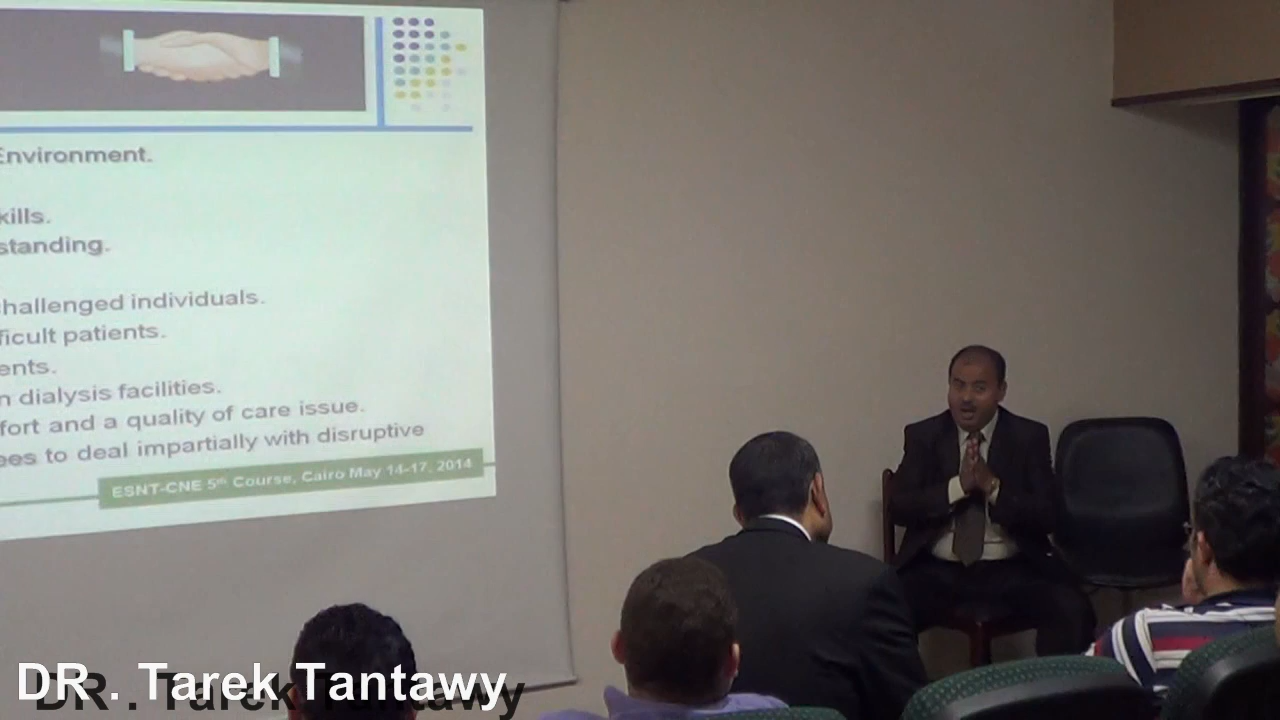 Environment.
kills.
standing.
challenged individuals.
ficult patients.
ents.
n dialysis facilities.
fort and a quality of care issue.
ees to deal impartially with disruptive
ESNT-CNE 5th Course, Cairo May 14-17, 2014
DR . Tarek Tantawy